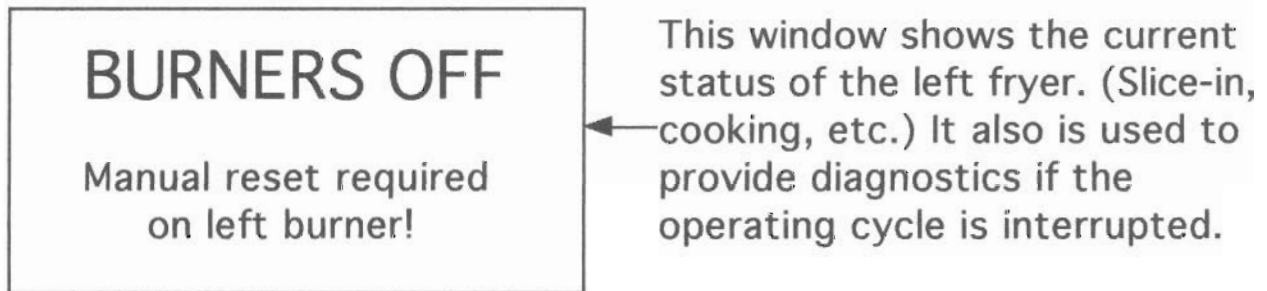 BURNERS OFF
Manual reset required
on left burner!
This window shows the current
status of the left fryer. (Slice-in,
cooking, etc.) It also is used to
provide diagnostics if the
operating cycle is interrupted.